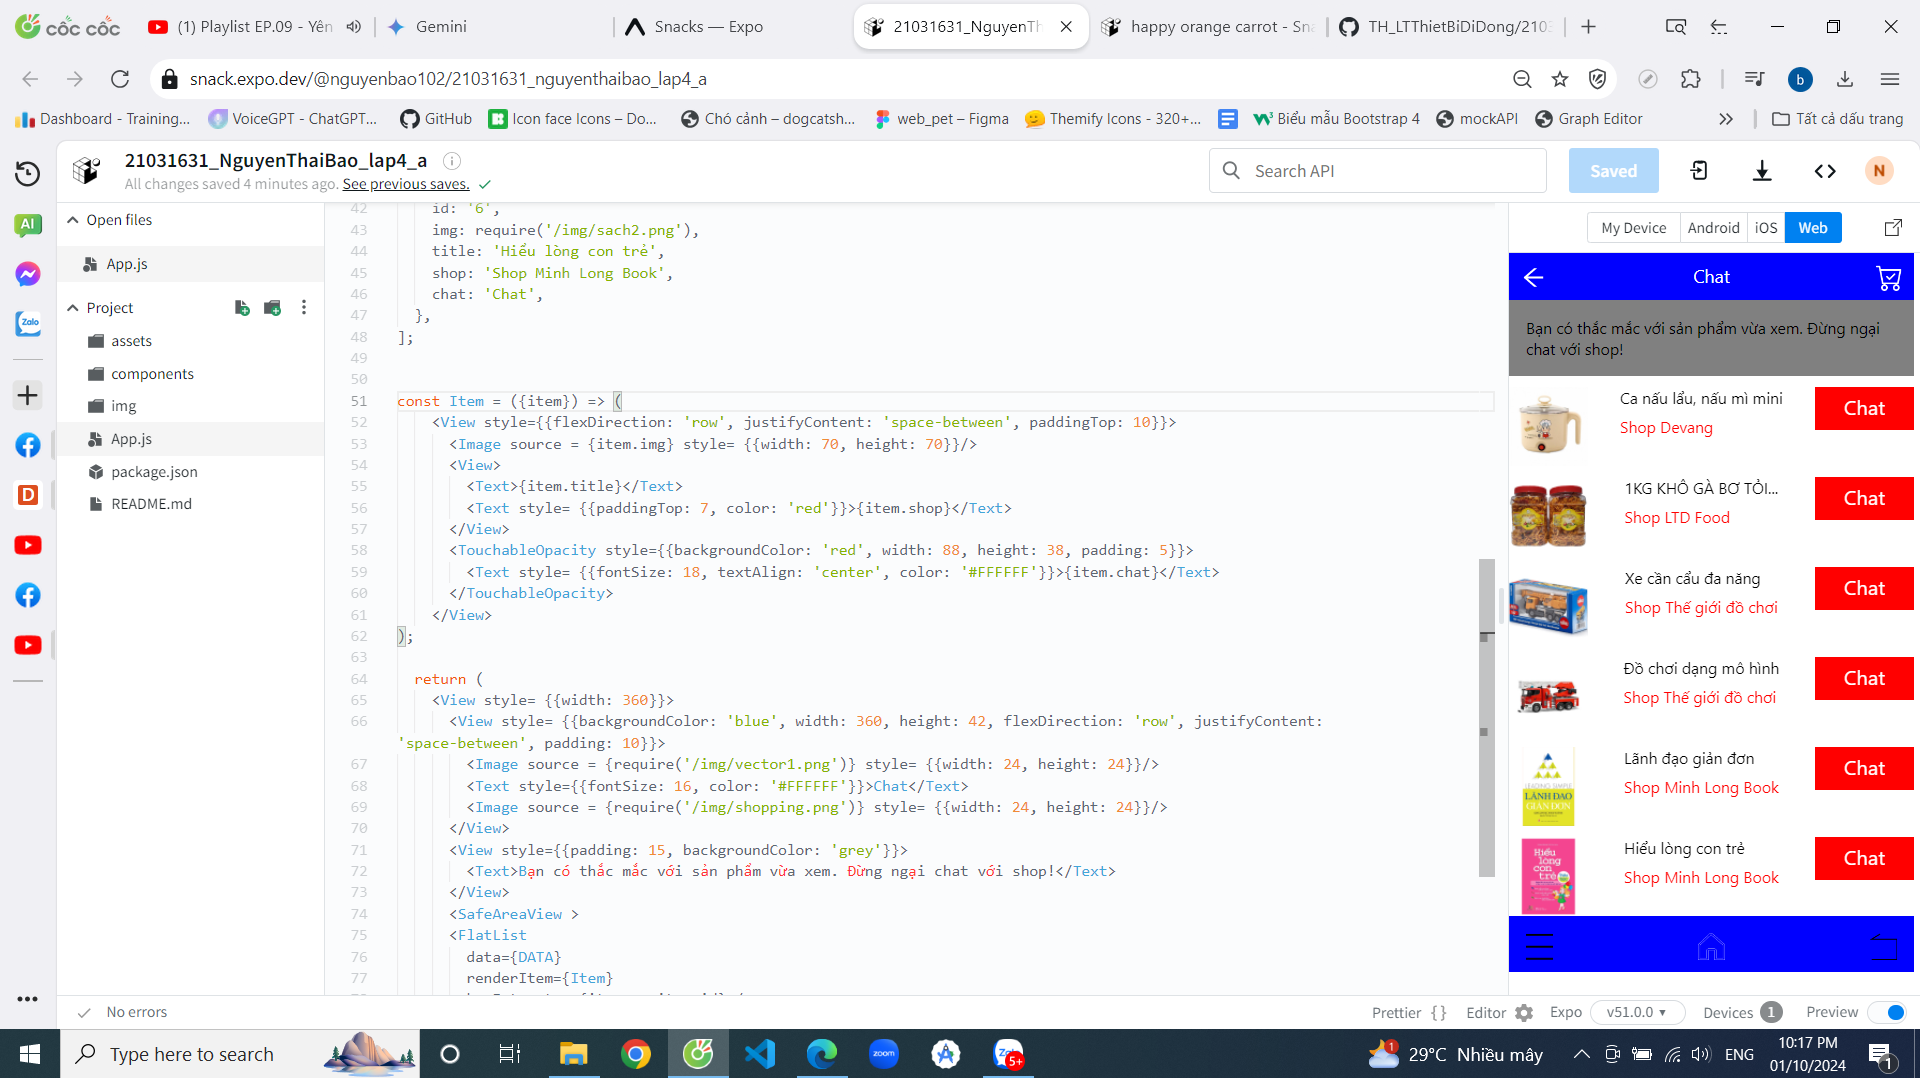 cốc cốc
(1) Playlist EP.09 - Yên
Gemini
Snacks — Expo
21031631_NguyenTh
happy orange carrot - Sna
TH_LTThietBiDiDong/2103
snack.expo.dev/@nguyenbao102/21031631_nguyenthaibao_lap4_a
b
Dashboard - Training...
VoiceGPT - ChatGPT...
GitHub
Icon face Icons – Do...
Chó cảnh – dogcatsh...
web_pet – Figma
Themify Icons - 320+...
Biểu mẫu Bootstrap 4
mockAPI
Graph Editor
Tất cả dấu trang
21031631_NguyenThaiBao_lap4_a
All changes saved 4 minutes ago. See previous saves.
Search API
Saved
N
AI
Zalo
D
Open files
App.js
Project
assets
components
img
App.js
package.json
README.md
42 id: '6',
43 img: require('/img/sach2.png'),
44 title: 'Hiểu lòng con trẻ',
45 shop: 'Shop Minh Long Book',
46 chat: 'Chat',
47 },
48 ];
49
50
51 const Item = ({item}) => (
52 <View style={{flexDirection: 'row', justifyContent: 'space-between', paddingTop: 10}}>
53 <Image source = {item.img} style= {{width: 70, height: 70}}/>
54 <View>
55 <Text>{item.title}</Text>
56 <Text style= {{paddingTop: 7, color: 'red'}}>{item.shop}</Text>
57 </View>
58 <TouchableOpacity style={{backgroundColor: 'red', width: 88, height: 38, padding: 5}}>
59 <Text style= {{fontSize: 18, textAlign: 'center', color: '#FFFFFF'}}>{item.chat}</Text>
60 </TouchableOpacity>
61 </View>
62 );
63
64 return (
65 <View style= {{width: 360}}>
66 <View style= {{backgroundColor: 'blue', width: 360, height: 42, flexDirection: 'row', justifyContent:
'space-between', padding: 10}}>
67 <Image source = {require('/img/vector1.png')} style= {{width: 24, height: 24}}/>
68 <Text style={{fontSize: 16, color: '#FFFFFF'}}>Chat</Text>
69 <Image source = {require('/img/shopping.png')} style= {{width: 24, height: 24}}/>
70 </View>
71 <View style={{padding: 15, backgroundColor: 'grey'}}>
72 <Text>Bạn có thắc mắc với sản phẩm vừa xem. Đừng ngại chat với shop!</Text>
73 </View>
74 <SafeAreaView >
75 <FlatList
76 data={DATA}
77 renderItem={Item}
My Device
Android
iOS
Web
Chat
Bạn có thắc mắc với sản phẩm vừa xem. Đừng ngại
chat với shop!
Ca nấu lẩu, nấu mì mini
Shop Devang
Chat
1KG KHÔ GÀ BƠ TỎI...
Shop LTD Food
Chat
Xe cần cẩu đa năng
Shop Thế giới đồ chơi
Chat
Đồ chơi dạng mô hình
Shop Thế giới đồ chơi
Chat
LÃNH ĐẠO
GIẢN ĐƠN
Lãnh đạo giản đơn
Shop Minh Long Book
Chat
Hiểu
lòng
con trẻ
Hiểu lòng con trẻ
Shop Minh Long Book
Chat
No errors
Prettier {}
Editor
Expo
v51.0.0
Devices 1
Preview
Type here to search
zoom
5+
1
29°C Nhiều mây
ENG
10:17 PM
01/10/2024
1